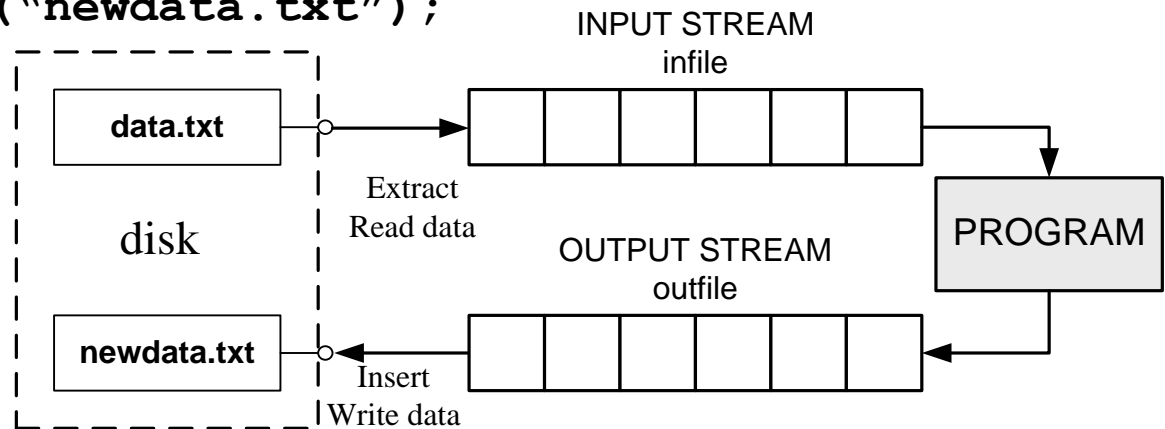 (“newdata.txt”);
INPUT STREAM
infile
data.txt
Extract
Read data
disk
PROGRAM
OUTPUT STREAM
outfile
newdata.txt
Insert
Write data